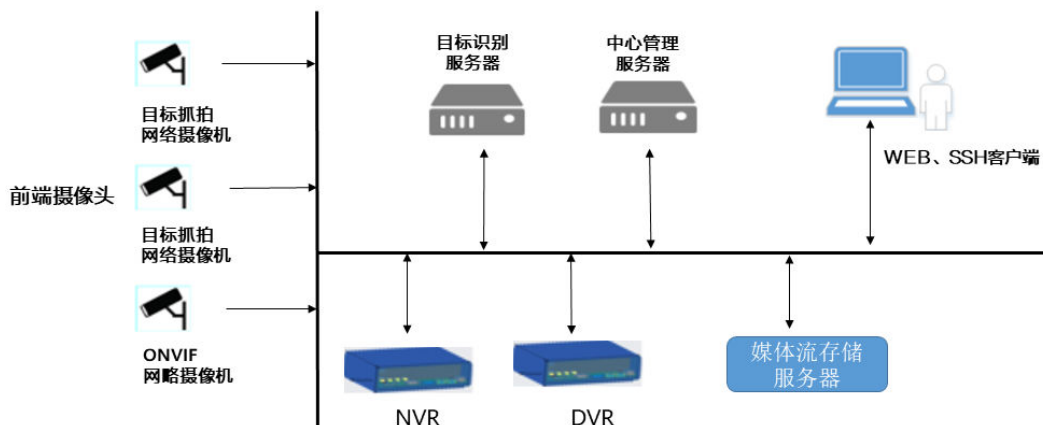 目标识别
服务器
中心管理
服务器
目标抓拍
网络摄像机
WEB、SSH客户端
前端摄像头
目标抓拍
网络摄像机
ONVIF
网略摄像机
媒体流存储
服务器
NVR
DVR